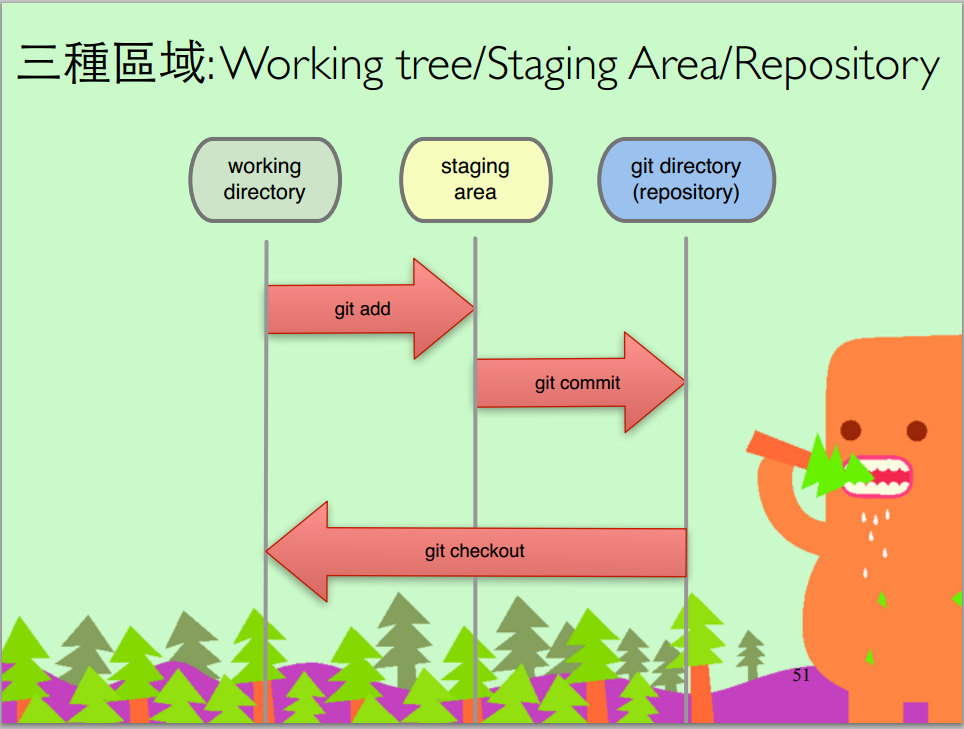 三種區域: Working tree/Staging Area/Repository
working
directory
staging
area
git directory
(repository)
git add
git commit
git checkout
51